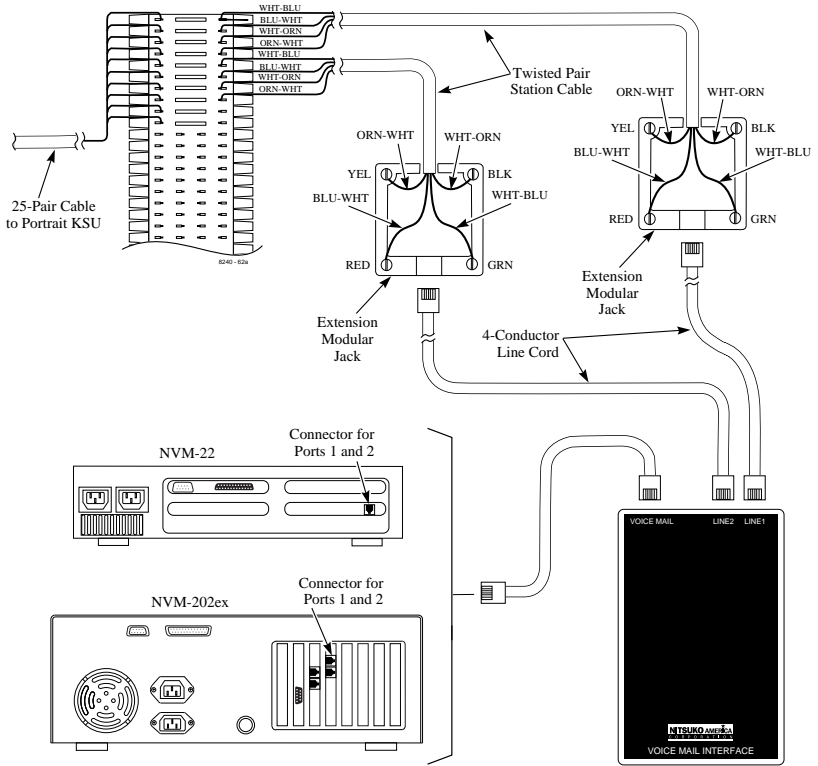 WHT-BLU
BLU-WHT
WHT-ORN
ORN-WHT
WHT-BLU
BLU-WHT
WHT-ORN
ORN-WHT
Twisted Pair
Station Cable
ORN-WHT
WHT-ORN
YEL
BLK
BLU-WHT
WHT-BLU
RED
GRN
Extension
Modular
Jack
ORN-WHT
WHT-ORN
YEL
BLK
BLU-WHT
WHT-BLU
RED
GRN
Extension
Modular
Jack
25-Pair Cable
to Portrait KSU
8240 - 62a
4-Conductor
Line Cord
NVM-22
Connector for
Ports 1 and 2
NVM-202ex
Connector for
Ports 1 and 2
VOICE MAIL
LINE2
LINE1
NITSUKO AMERICA
CORPORATION
VOICE MAIL INTERFACE